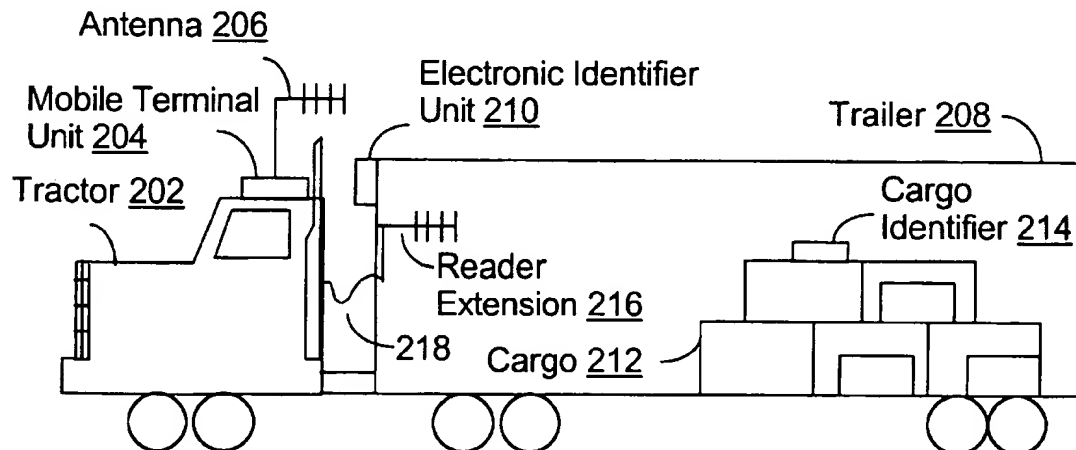 Antenna 206
Mobile Terminal
Unit 204
Tractor 202
Electronic Identifier
Unit 210
Trailer 208
Cargo
Identifier 214
Reader
Extension 216
218
Cargo 212